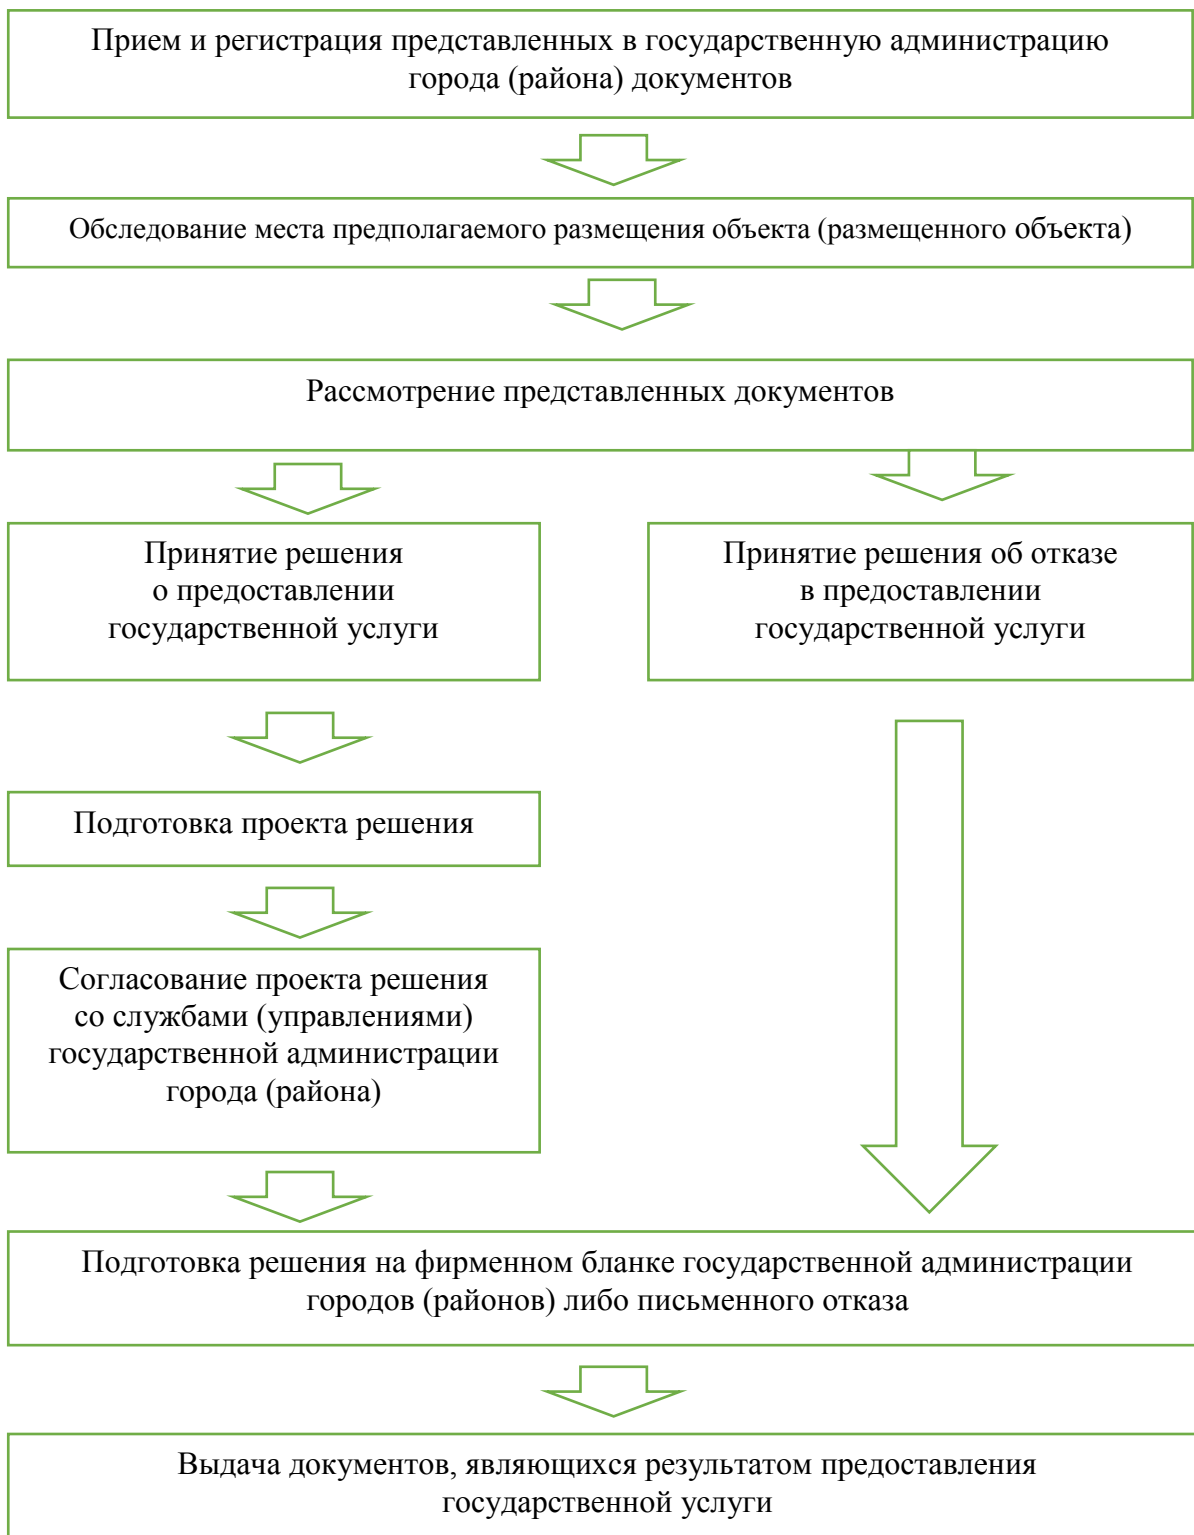 Прием и регистрация представленных в государственную администрацию
города (района) документов
Обследование места предполагаемого размещения объекта (размещенного объекта)
Рассмотрение представленных документов
Принятие решения
о предоставлении
государственной услуги
Принятие решения об отказе
в предоставлении
государственной услуги
Подготовка проекта решения
Согласование проекта решения
со службами (управлениями)
государственной администрации
города (района)
Подготовка решения на фирменном бланке государственной администрации
городов (районов) либо письменного отказа
Выдача документов, являющихся результатом предоставления
государственной услуги